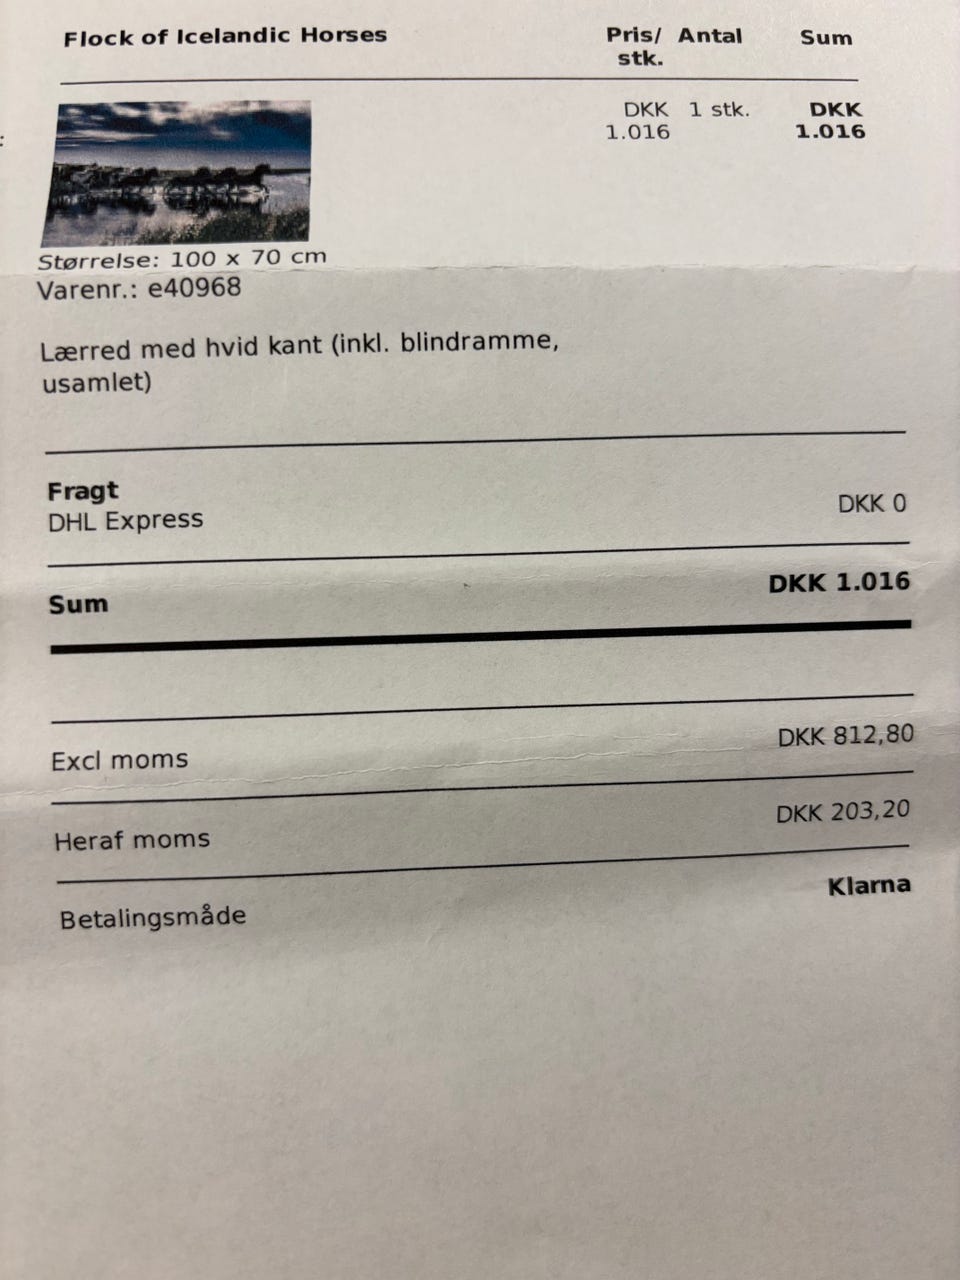 Flock of Icelandic Horses Pris/ Antal Sum
stk.
DKK 1 stk. DKK
1.016 1.016
Størrelse: 100 x 70 cm
Varenr.: e40968
Lærred med hvid kant (inkl. blindramme,
usamlet)
Fragt
DHL Express DKK 0
Sum DKK 1.016
Excl moms DKK 812,80
Heraf moms DKK 203,20
Betalingsmåde Klarna